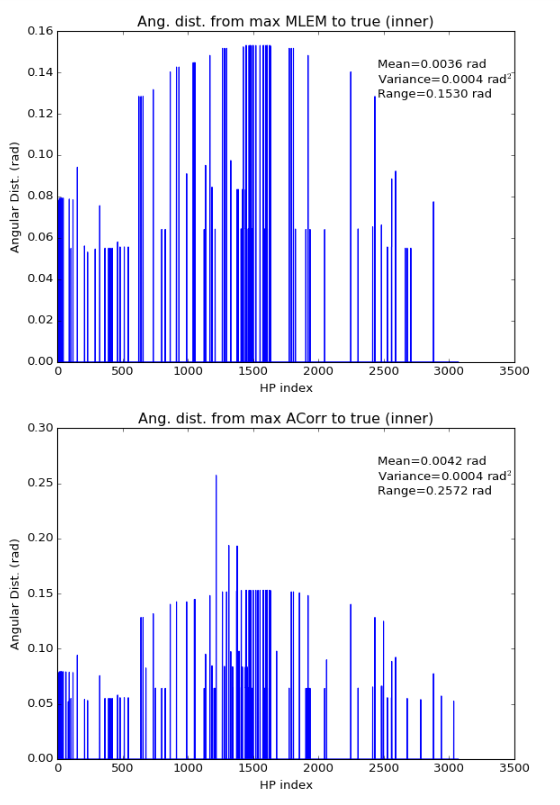 Ang. dist. from max MLEM to true (inner)
0.16
Mean=0.0036 rad
Variance=0.0004 rad²
Range=0.1530 rad
0.14
0.12
0.10
0.08
0.06
0.04
0.02
0.00
Angular Dist. (rad)
0 500 1000 1500 2000 2500 3000 3500
HP index
Ang. dist. from max ACorr to true (inner)
0.30
Mean=0.0042 rad
Variance=0.0004 rad²
Range=0.2572 rad
0.25
0.20
0.15
0.10
0.05
0.00
Angular Dist. (rad)
0 500 1000 1500 2000 2500 3000 3500
HP index